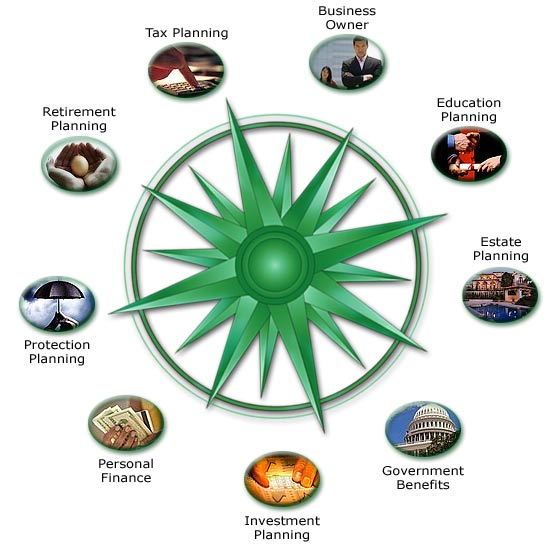 Business
Owner
Tax Planning
Education
Planning
Retirement
Planning
Estate
Planning
Protection
Planning
Personal
Finance
Government
Benefits
Investment
Planning